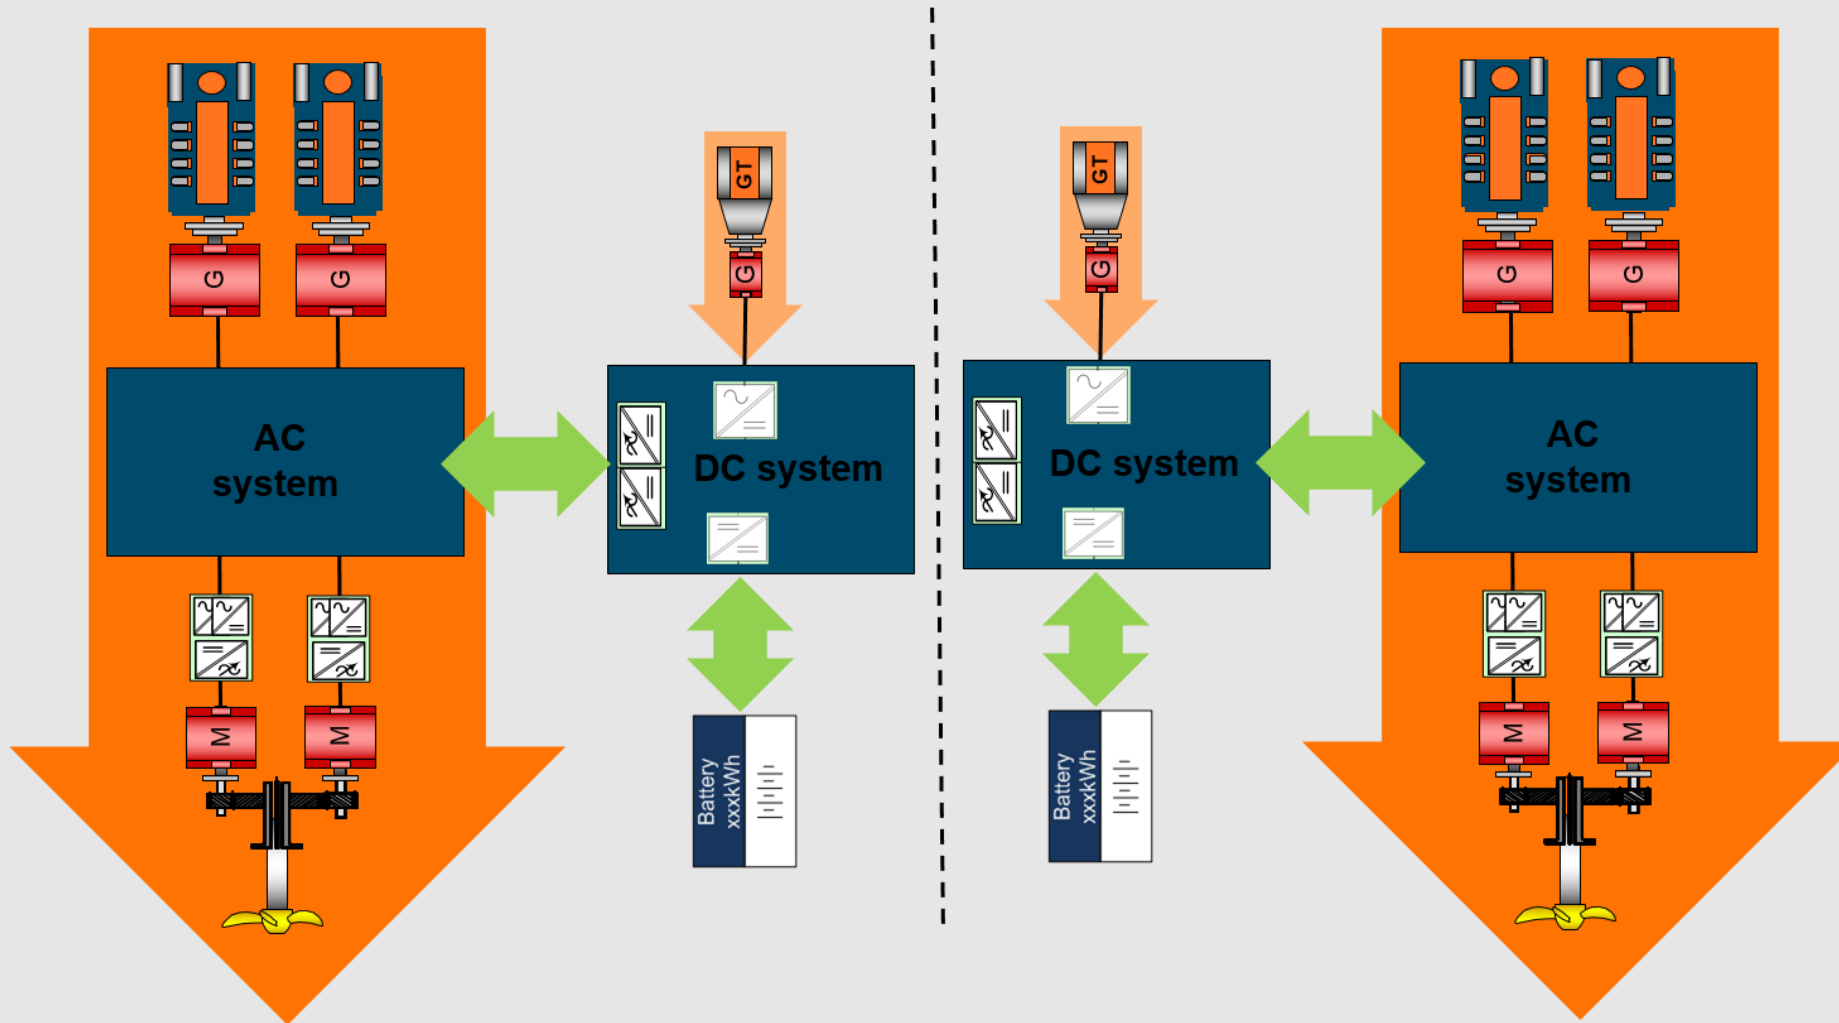 G
G
AC
system
M
M
GT
G
DC system
Battery
xxxkWh
GT
G
DC system
Battery
xxxkWh
G
G
AC
system
M
M